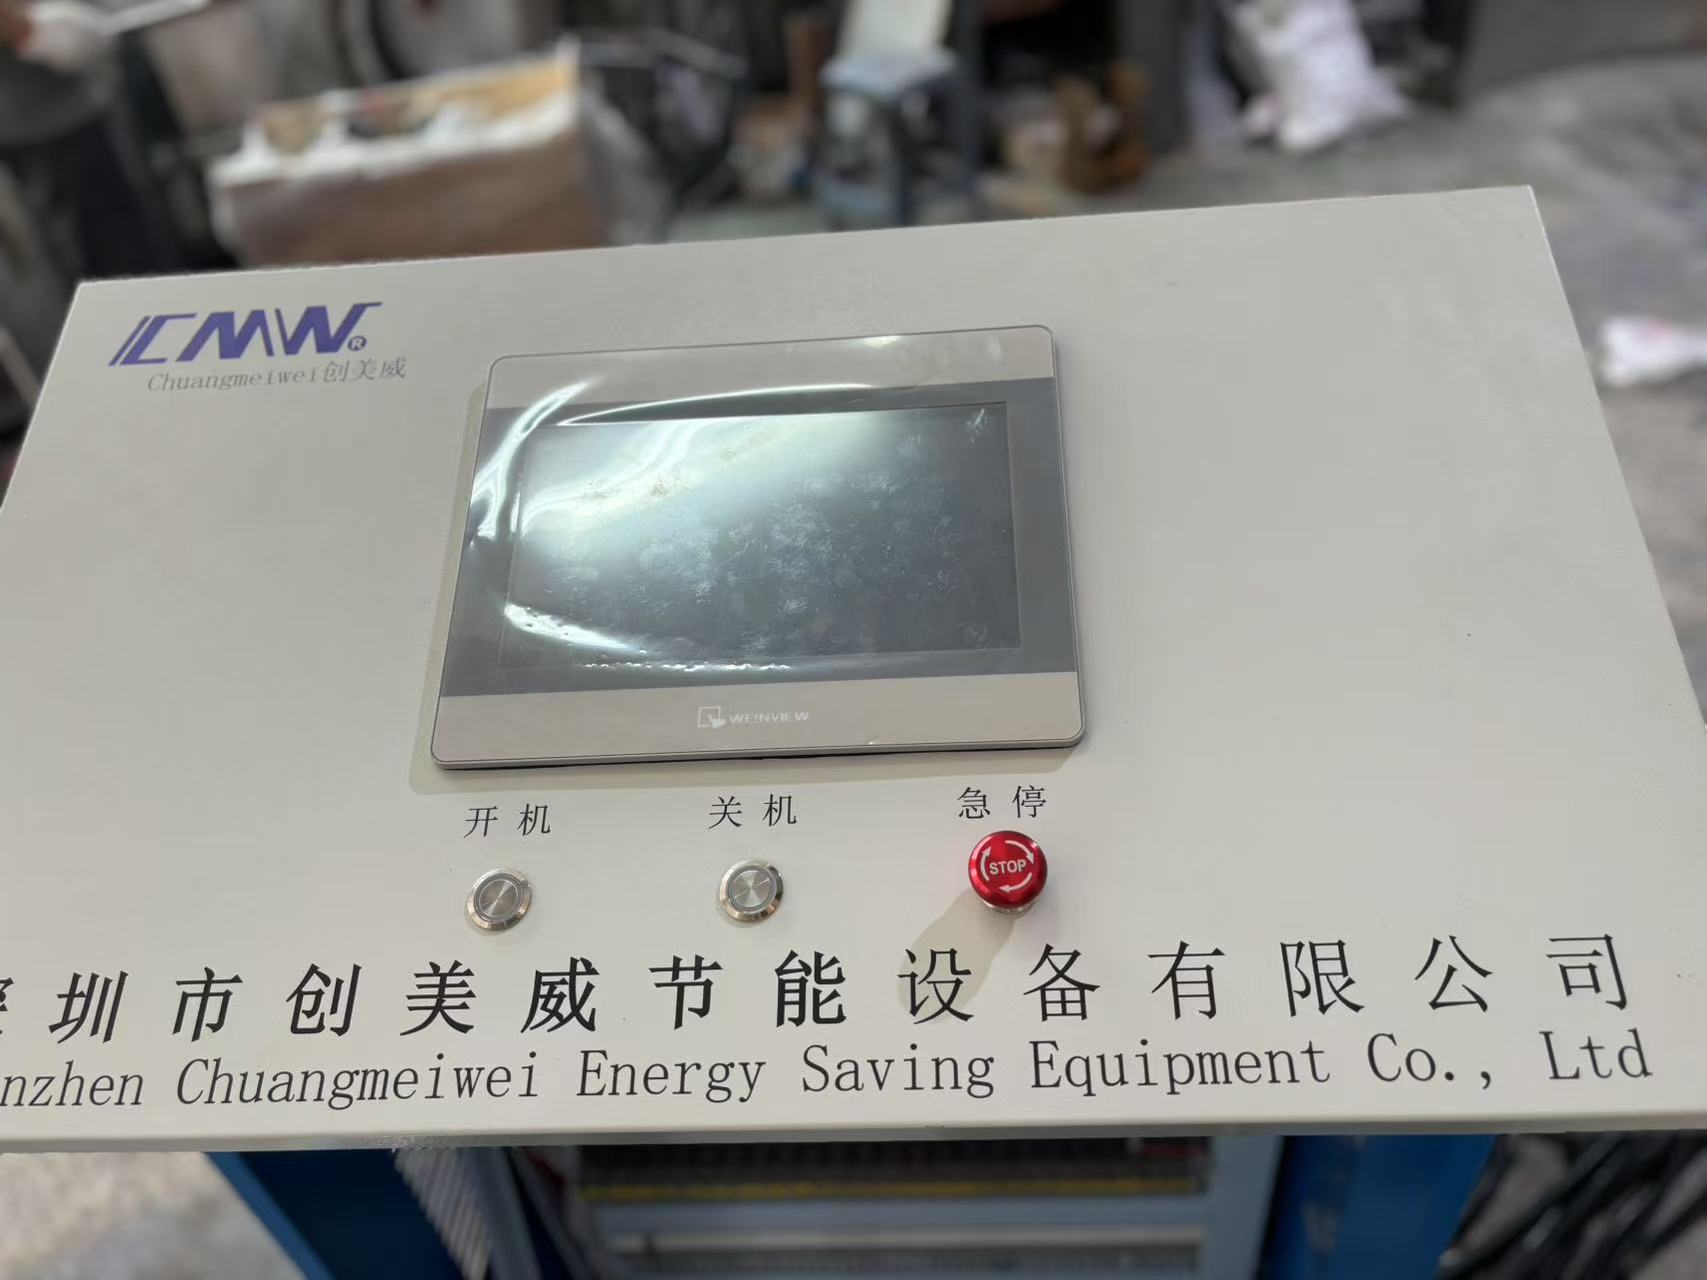 CMW®
Chuangmeiwei创美威
WEINVIEW
开机 关机 急停
STOP
圳市创美威节能设备有限公司
nzhen Chuangmeiwei Energy Saving Equipment Co., Ltd